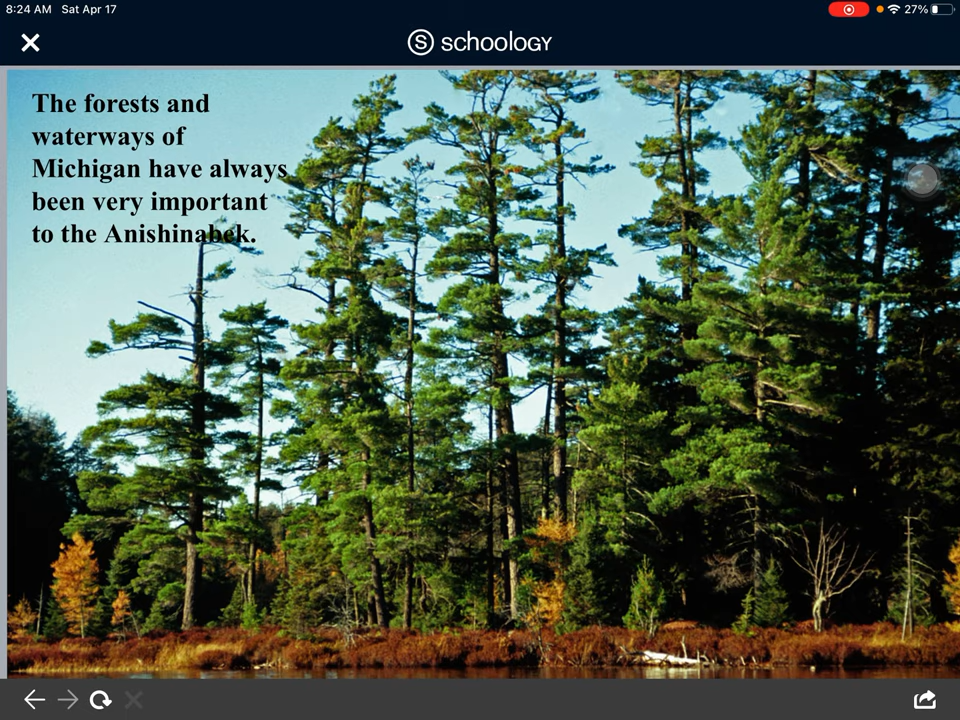 8:24 AM Sat Apr 17
27%
schoology
The forests and
waterways of
Michigan have always
been very important
to the Anishinabek.